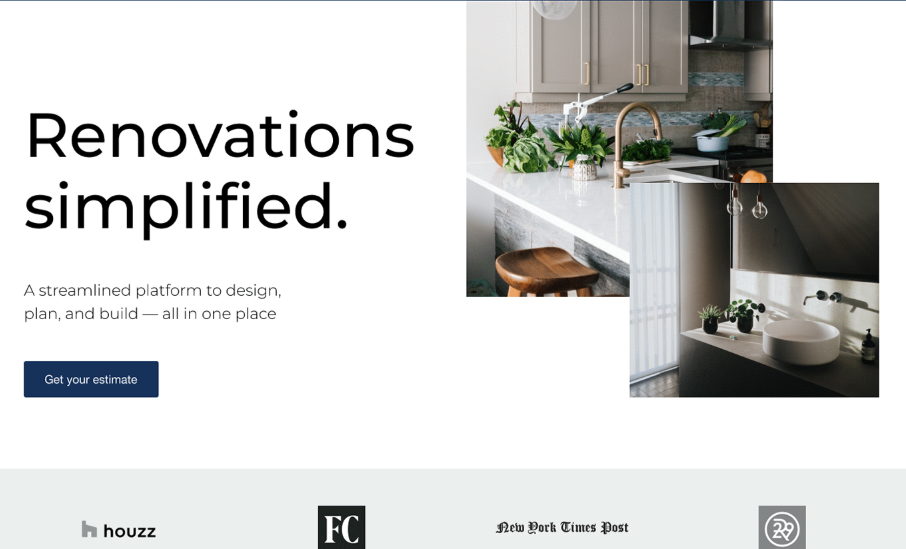 Renovations
simplified.
A streamlined platform to design,
plan, and build — all in one place
Get your estimate
houzz
FC
New York Times Post
R29